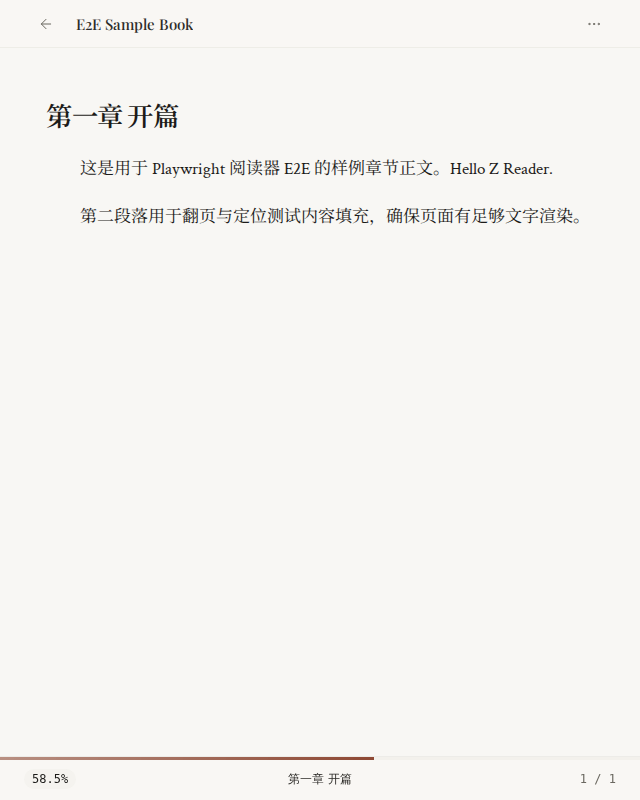 E2E Sample Book
第一章 开篇
这是用于 Playwright 阅读器 E2E 的样例章节正文。Hello Z Reader.
第二段落用于翻页与定位测试内容填充，确保页面有足够文字渲染。
58.5%
第一章 开篇
1 / 1